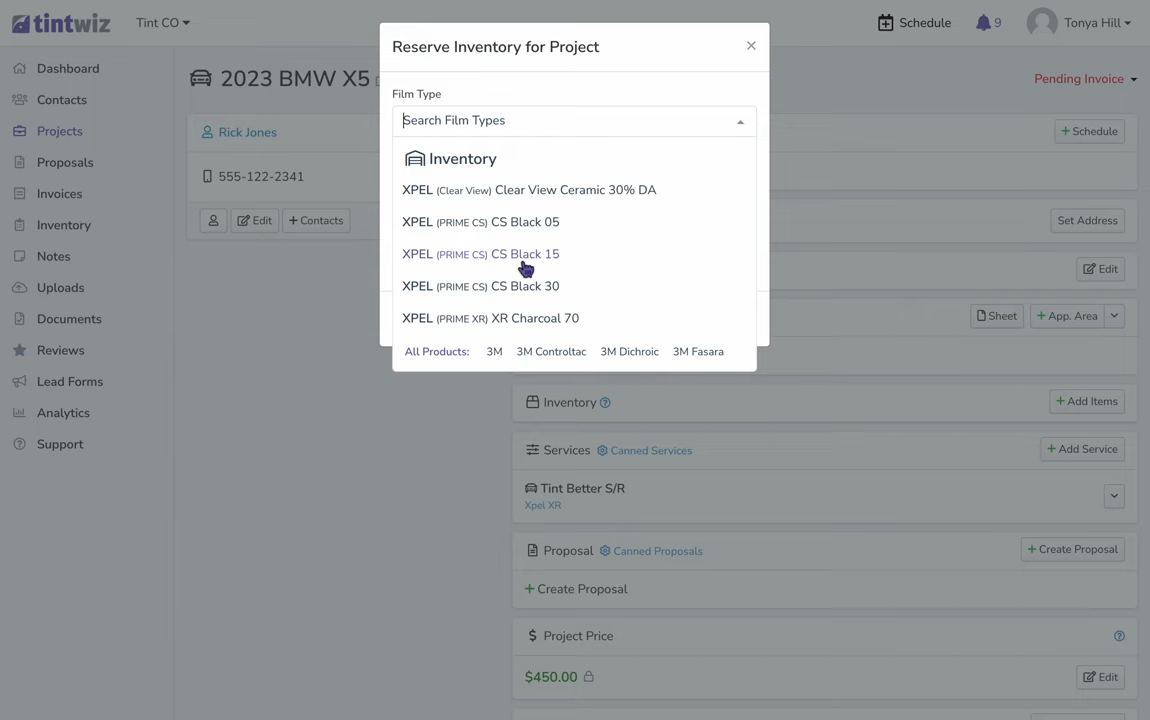 tintwiz
Tint CO
Schedule
9
Tonya Hill
Dashboard
Contacts
Projects
Proposals
Invoices
Inventory
Notes
Uploads
Documents
Reviews
Lead Forms
Analytics
Support
2023 BMW X5
Pending Invoice
Rick Jones
555-122-2341
Edit
+ Contacts
Reserve Inventory for Project
×
Film Type
Search Film Types
Inventory
XPEL (Clear View) Clear View Ceramic 30% DA
XPEL (PRIME CS) CS Black 05
XPEL (PRIME CS) CS Black 15
XPEL (PRIME CS) CS Black 30
XPEL (PRIME XR) XR Charcoal 70
All Products: 3M 3M Controltac 3M Dichroic 3M Fasara
+ Schedule
Set Address
Edit
Sheet
+ App. Area
Inventory
+ Add Items
Services Canned Services
+ Add Service
Tint Better S/R
Xpel XR
Proposal Canned Proposals
+ Create Proposal
+ Create Proposal
$ Project Price
$450.00
Edit